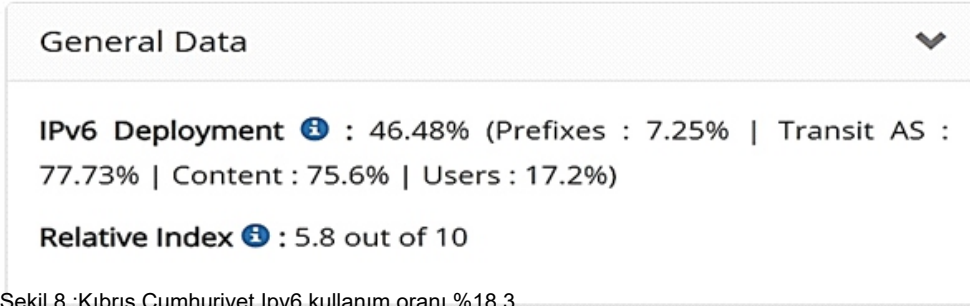 General Data
IPv6 Deployment : 46.48% (Prefixes : 7.25% | Transit AS :
77.73% | Content : 75.6% | Users : 17.2%)
Relative Index : 5.8 out of 10
Şekil 8 :Kıbrıs Cumhuriyet Ipv6 kullanım oranı %18.3